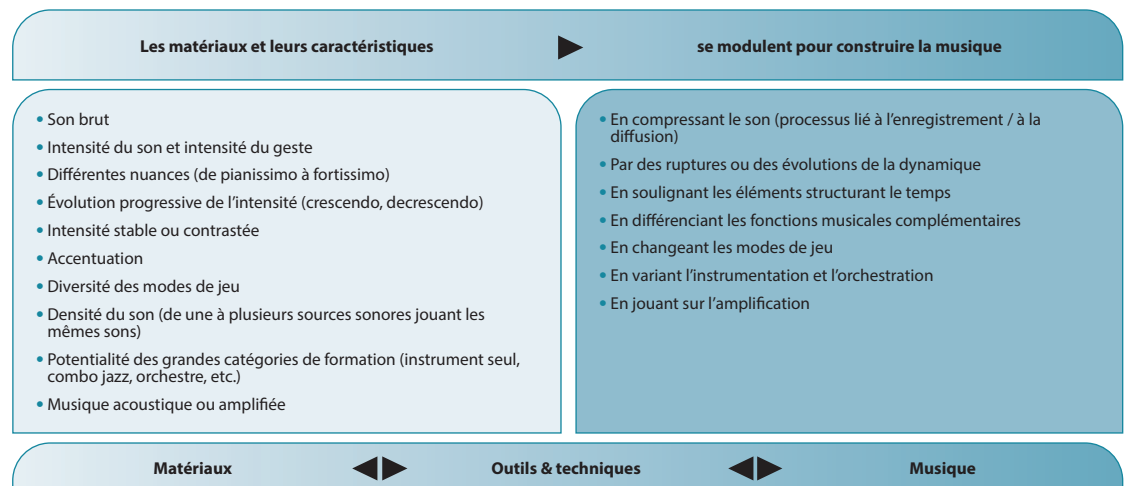 Les matériaux et leurs caractéristiques ▶ se modulent pour construire la musique
• Son brut
• Intensité du son et intensité du geste
• Différentes nuances (de pianissimo à fortissimo)
• Évolution progressive de l'intensité (crescendo, decrescendo)
• Intensité stable ou contrastée
• Accentuation
• Diversité des modes de jeu
• Densité du son (de une à plusieurs sources sonores jouant les
mêmes sons)
• Potentialité des grandes catégories de formation (instrument seul,
combo jazz, orchestre, etc.)
• Musique acoustique ou amplifiée
• En compressant le son (processus lié à l'enregistrement / à la
diffusion)
• Par des ruptures ou des évolutions de la dynamique
• En soulignant les éléments structurant le temps
• En différenciant les fonctions musicales complémentaires
• En changeant les modes de jeu
• En variant l'instrumentation et l'orchestration
• En jouant sur l'amplification
Matériaux ◀▶ Outils & techniques ◀▶ Musique